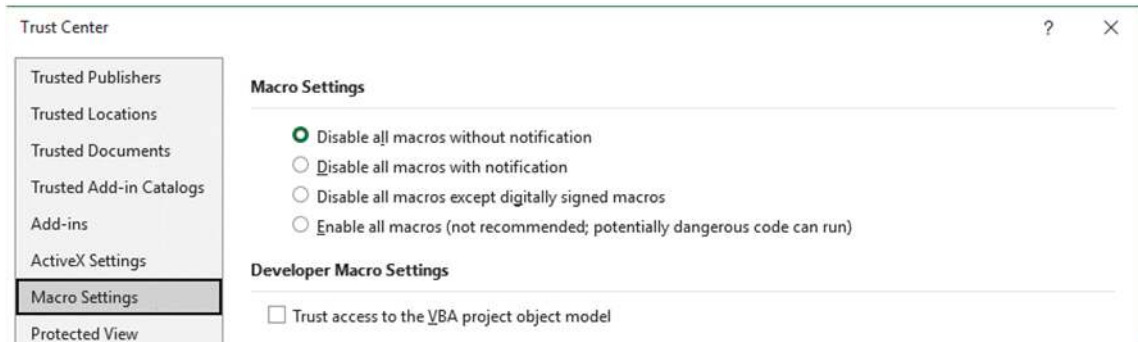 Trust Center
?
Trusted Publishers
Trusted Locations
Trusted Documents
Trusted Add-in Catalogs
Add-ins
ActiveX Settings
Macro Settings
Protected View
Macro Settings
Disable all macros without notification
Disable all macros with notification
Disable all macros except digitally signed macros
Enable all macros (not recommended; potentially dangerous code can run)
Developer Macro Settings
Trust access to the VBA project object model